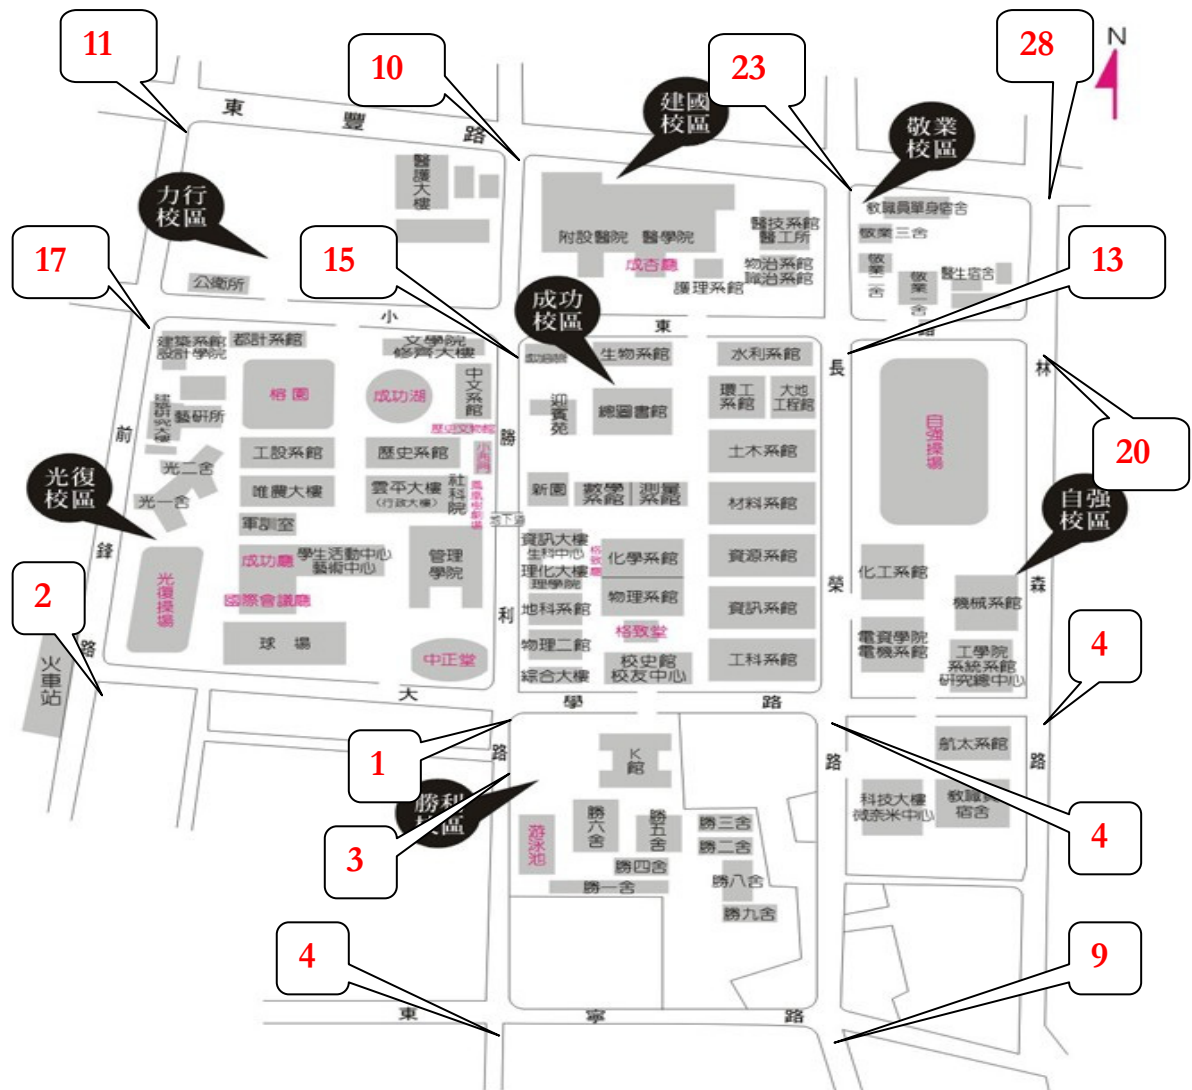 11
10
23
28
N
東豐路
建國
校區
敬業
校區
力行
校區
醫護大樓
附設醫院
醫學院
成杏廳
護理系館
醫技系館
醫工所
物治系館
職治系館
教職員單身宿舍
敬業三舍
敬業二舍
敬業一舍
醫生宿舍
公衛所
17
15
13
成功
校區
小東路
建築系館
設計學院
都計系館
文學院
修齊大樓
中文系館
榕園
成功湖
歷史文物館
小西門
藝研所
光二舍
光一舍
工設系館
歷史系館
唯農大樓
雲平大樓
(行政大樓)
社科院
鳳凰樹劇場
軍訓室
成功廳
學生活動中心
藝術中心
國際會議廳
管理
學院
球場
中正堂
光復
校區
光復操場
前鋒路
火車站
2
生物系館
水利系館
迎賓苑
總圖書館
環工
系館
大地
工程館
土木系館
新園
數學
系館
測量
系館
材料系館
地下道
資訊大樓
生科中心
格致廳
化學系館
資源系館
理化大樓
理學院
地科系館
物理系館
資訊系館
物理二館
格致堂
綜合大樓
校史館
校友中心
工科系館
勝利路
長榮路
林森路
自強操場
20
自強
校區
化工系館
機械系館
電資學院
電機系館
工學院
系統系館
研究總中心
4
大學路
1
勝利
校區
3
K
館
游泳池
勝六舍
勝五舍
勝三舍
勝二舍
勝四舍
勝一舍
勝八舍
勝九舍
航太系館
科技大樓
微奈米中心
教職員
宿舍
4
4
9
東寧路